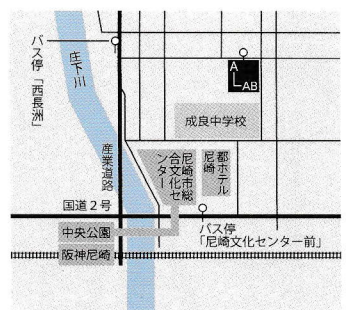 バス停「西長洲」
庄下川
A
AB
成良中学校
産業道路
尼崎市総
合文化セ
ンター
都ホテル
尼崎
国道2号
バス停
「尼崎文化センター前」
中央公園
阪神尼崎